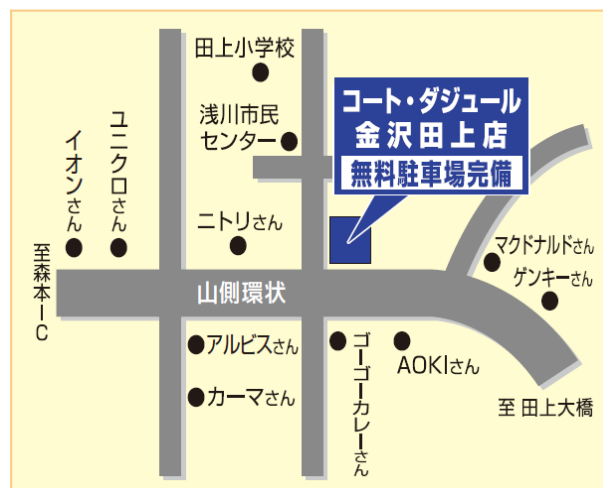 田上小学校
コート・ダジュール
金沢田上店
無料駐車場完備
浅川市民
センター
ユニクロさん
イオンさん
ニトリさん
マクドナルドさん
ゲンキーさん
至森本IC
山側環状
アルビスさん
カーマさん
ゴーゴーカレーさん
AOKIさん
至 田上大橋